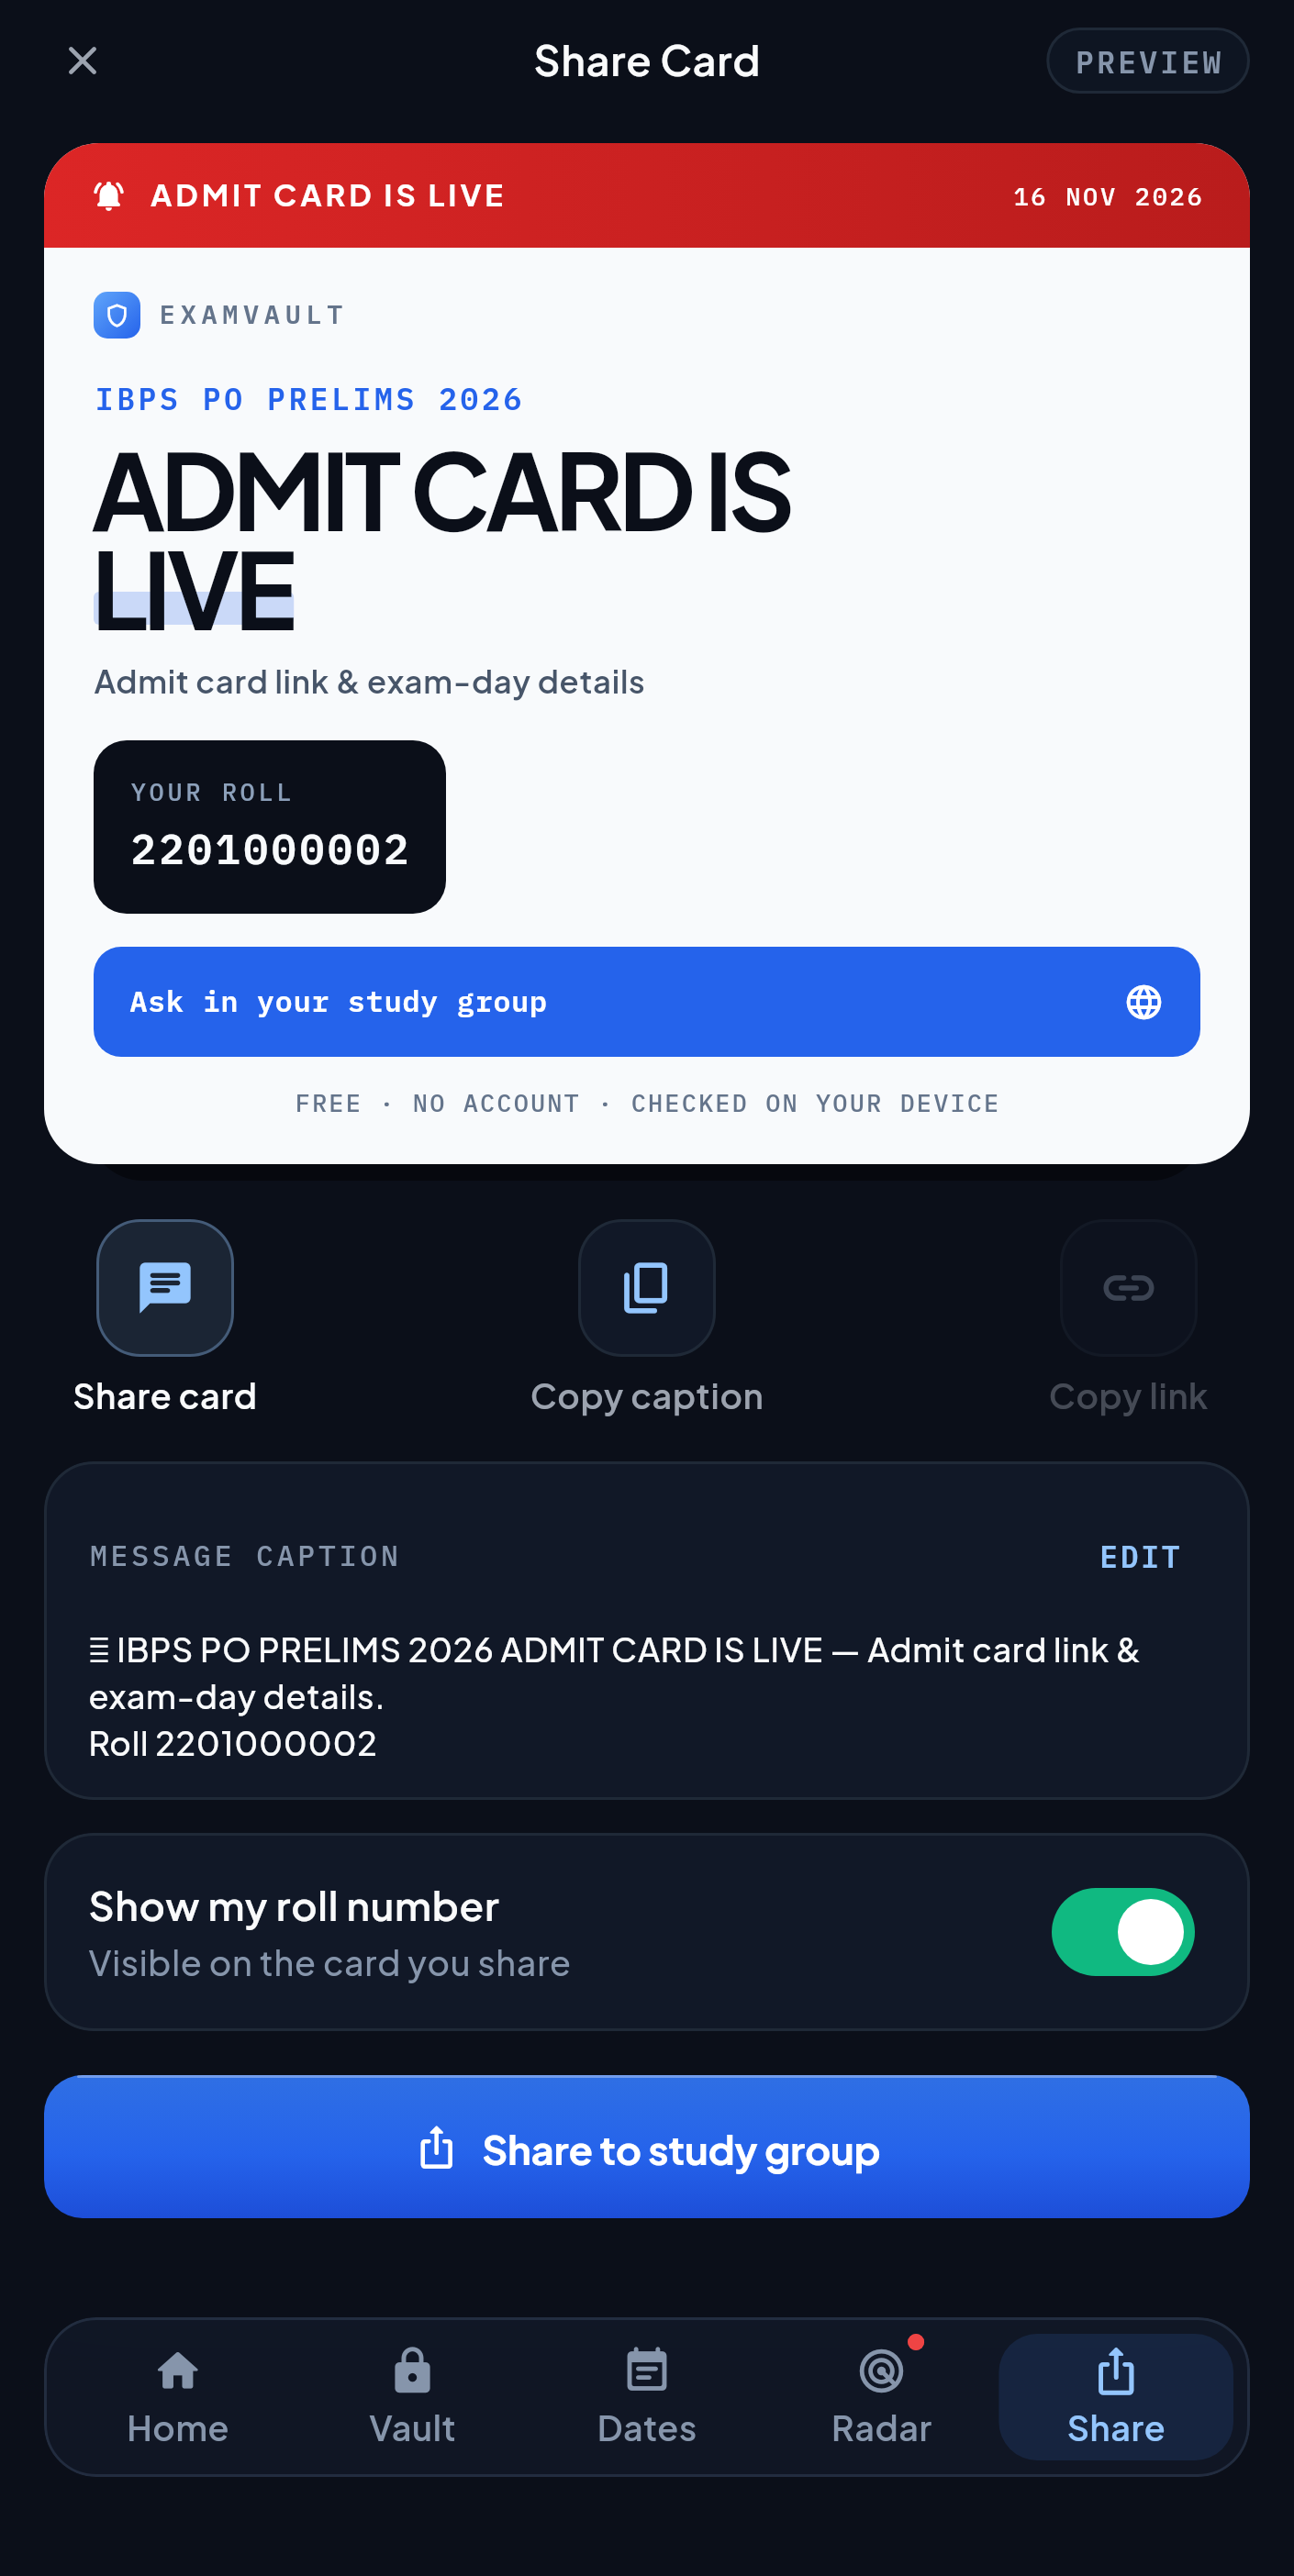 Share Card
PREVIEW
ADMIT CARD IS LIVE
16 NOV 2026
EXAMVAULT
IBPS PO PRELIMS 2026
ADMIT CARD IS
LIVE
Admit card link & exam-day details
YOUR ROLL
2201000002
Ask in your study group
FREE · NO ACCOUNT · CHECKED ON YOUR DEVICE
Share card
Copy caption
Copy link
MESSAGE CAPTION
EDIT
IBPS PO PRELIMS 2026 ADMIT CARD IS LIVE — Admit card link &
exam-day details.
Roll 2201000002
Show my roll number
Visible on the card you share
Share to study group
Home
Vault
Dates
Radar
Share